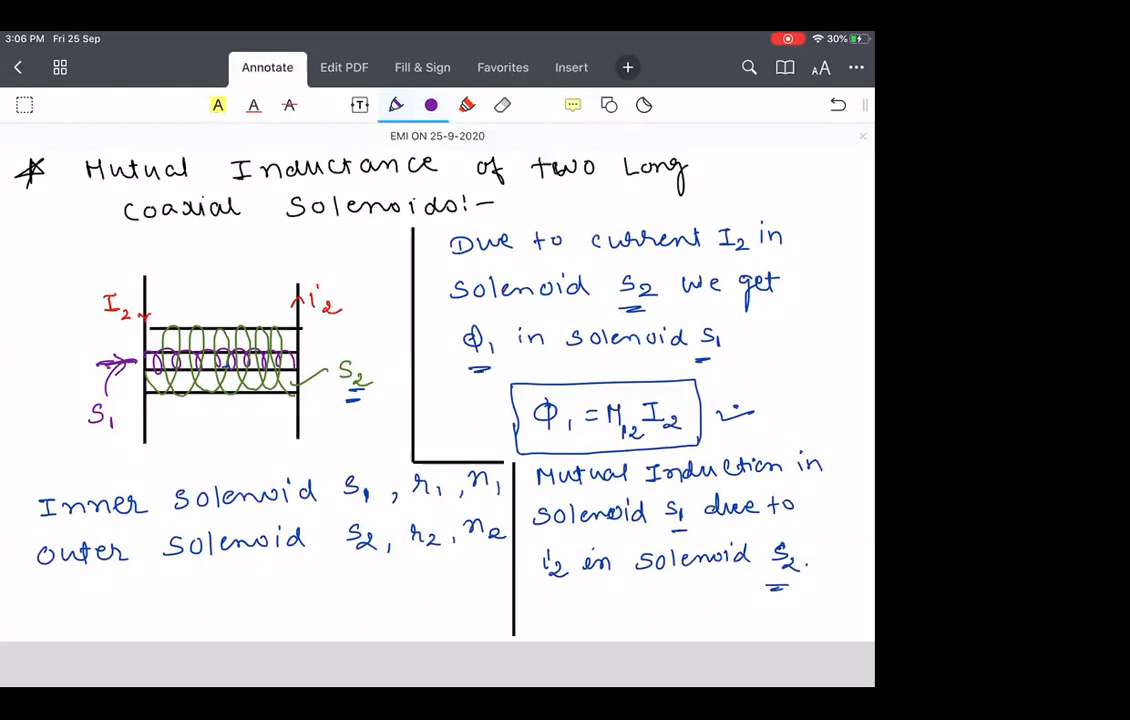 3:06 PM Fri 25 Sep
30%
Annotate Edit PDF Fill & Sign Favorites Insert
A A A T AA
EMI ON 25-9-2020
Mutual Inductance of two Long
coaxial Solenoids:-
I2
i2
S1
S2
Inner solenoid S1, r1, n1
outer solenoid S2, r2, n2
Due to current I2 in
solenoid S2 we get
Φ1 in solenoid S1
Φ1 = M12 I2
Mutual Induction in
solenoid S1 due to
i2 in solenoid S2.